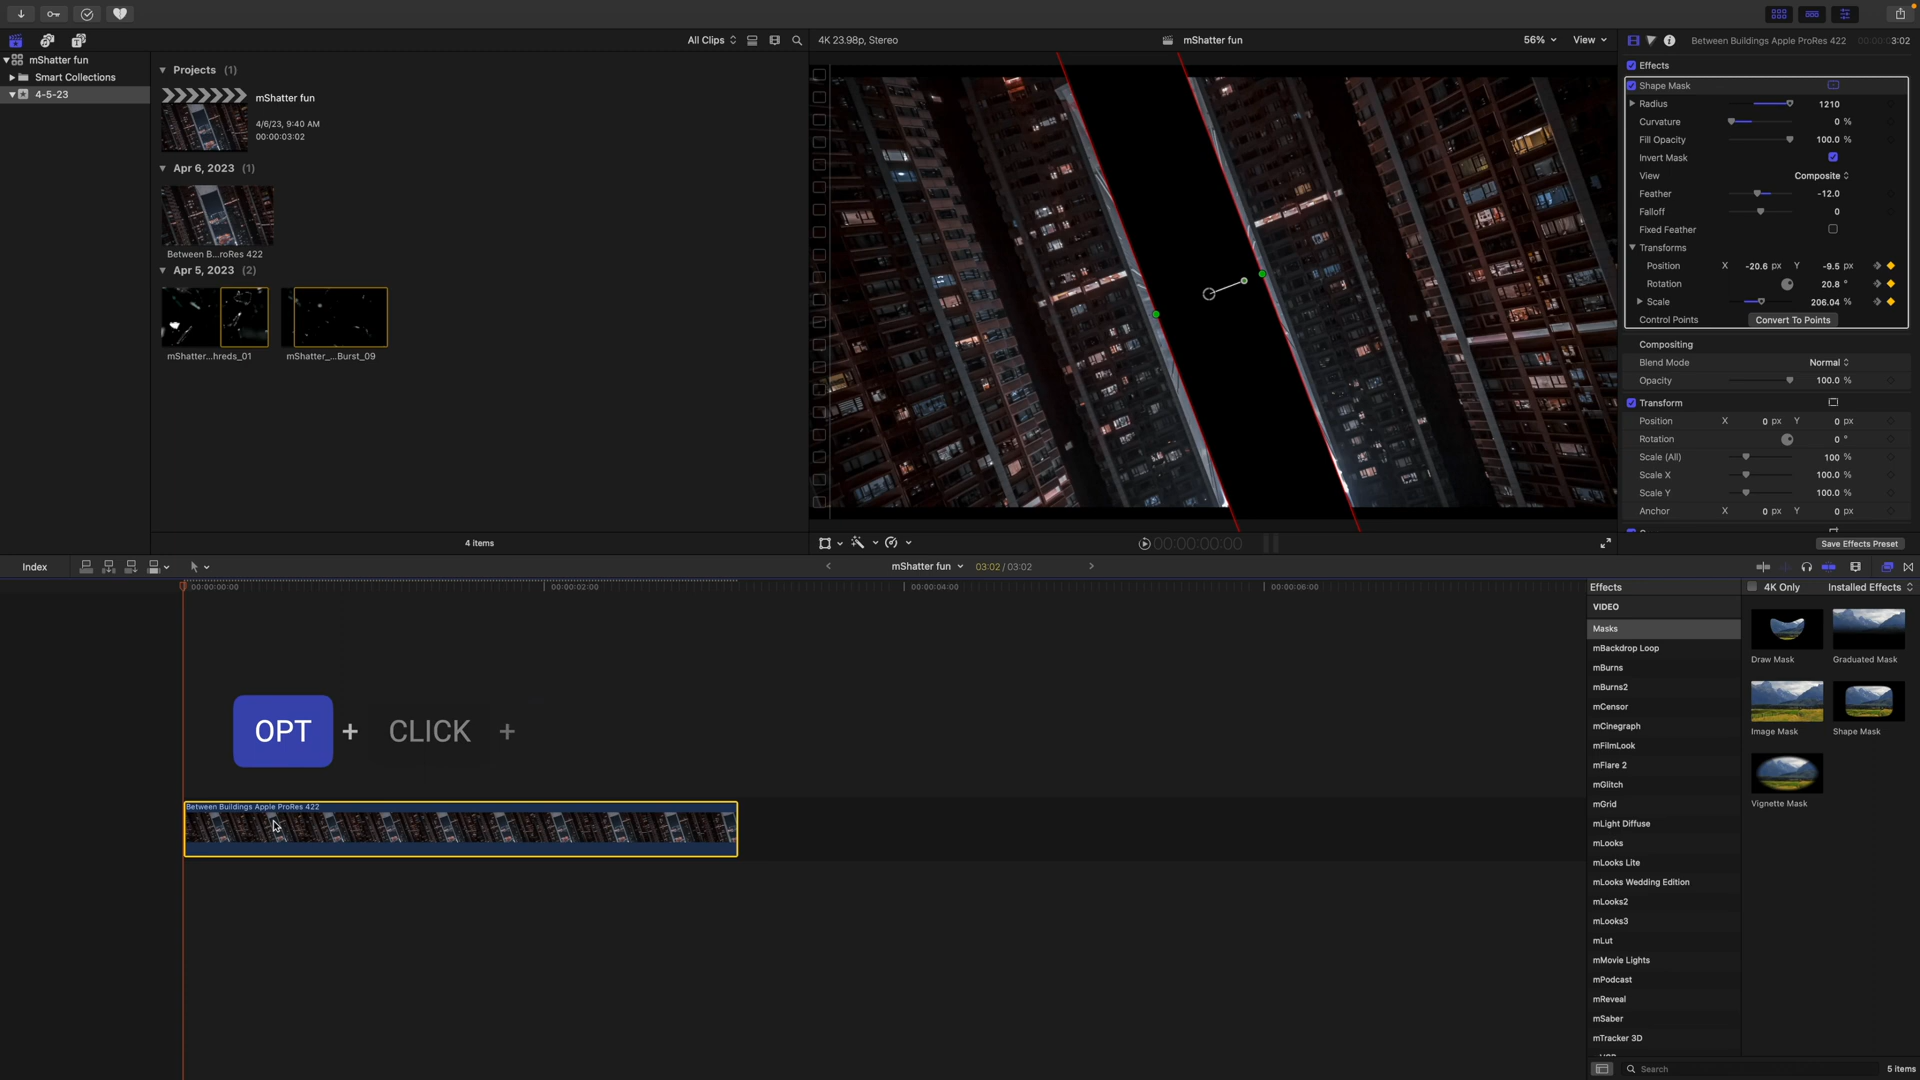 All Clips
4K 23.98p, Stereo
mShatter fun
56%
View
Between Buildings Apple ProRes 422
3:02
mShatter fun
Smart Collections
4-5-23
Projects (1)
mShatter fun
4/6/23, 9:40 AM
00:00:03:02
Apr 6, 2023 (1)
Between B...roRes 422
Apr 5, 2023 (2)
mShatter...hreds_01
mShatter_...Burst_09
4 items
Effects
Shape Mask
Radius 1210
Curvature 0 %
Fill Opacity 100.0 %
Invert Mask
View Composite
Feather -12.0
Falloff 0
Fixed Feather
Transforms
Position X -20.6 px Y -9.5 px
Rotation 20.8 °
Scale 206.04 %
Control Points Convert To Points
Compositing
Blend Mode Normal
Opacity 100.0 %
Transform
Position X 0 px Y 0 px
Rotation 0 °
Scale (All) 100 %
Scale X 100.0 %
Scale Y 100.0 %
Anchor X 0 px Y 0 px
Save Effects Preset
00:00:00:00
Index
mShatter fun
03:02 / 03:02
00:00:00:00
00:00:02:00
00:00:04:00
00:00:06:00
OPT + CLICK +
Between Buildings Apple ProRes 422
Effects
4K Only
Installed Effects
VIDEO
Masks
mBackdrop Loop
mBurns
mBurns2
mCensor
mCinegraph
mFilmLook
mFlare 2
mGlitch
mGrid
mLight Diffuse
mLooks
mLooks Lite
mLooks Wedding Edition
mLooks2
mLooks3
mLut
mMovie Lights
mPodcast
mReveal
mSaber
mTracker 3D
Draw Mask
Graduated Mask
Image Mask
Shape Mask
Vignette Mask
Search
5 items